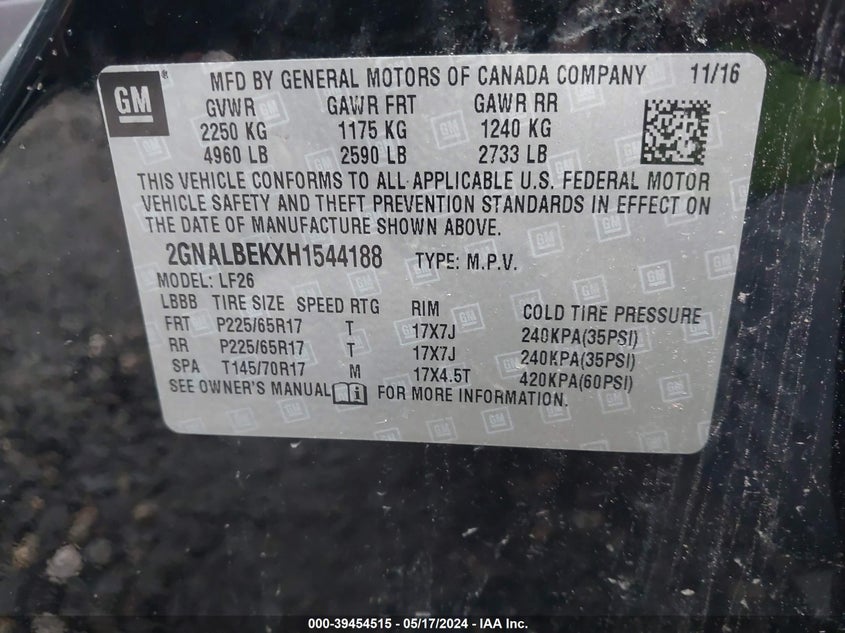 GM ® MFD BY GENERAL MOTORS OF CANADA COMPANY 11/16
GVWR GAWR FRT GAWR RR
2250 KG 1175 KG 1240 KG
4960 LB 2590 LB 2733 LB
THIS VEHICLE CONFORMS TO ALL APPLICABLE U.S. FEDERAL MOTOR
VEHICLE SAFETY AND THEFT PREVENTION STANDARDS IN EFFECT ON
THE DATE OF MANUFACTURE SHOWN ABOVE.
2GNALBEKXH1544188 TYPE: M.P.V.
MODEL: LF26
LBBB TIRE SIZE SPEED RTG RIM COLD TIRE PRESSURE
FRT P225/65R17 T 17X7J 240KPA(35PSI)
RR P225/65R17 T 17X7J 240KPA(35PSI)
SPA T145/70R17 M 17X4.5T 420KPA(60PSI)
SEE OWNER'S MANUAL i FOR MORE INFORMATION.
000-39454515 - 05/17/2024 - IAA Inc.